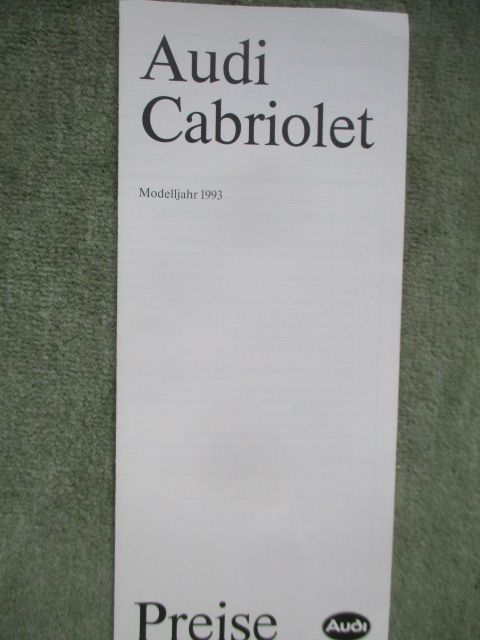 Audi
Cabriolet
Modelljahr 1993
Preise
Audi